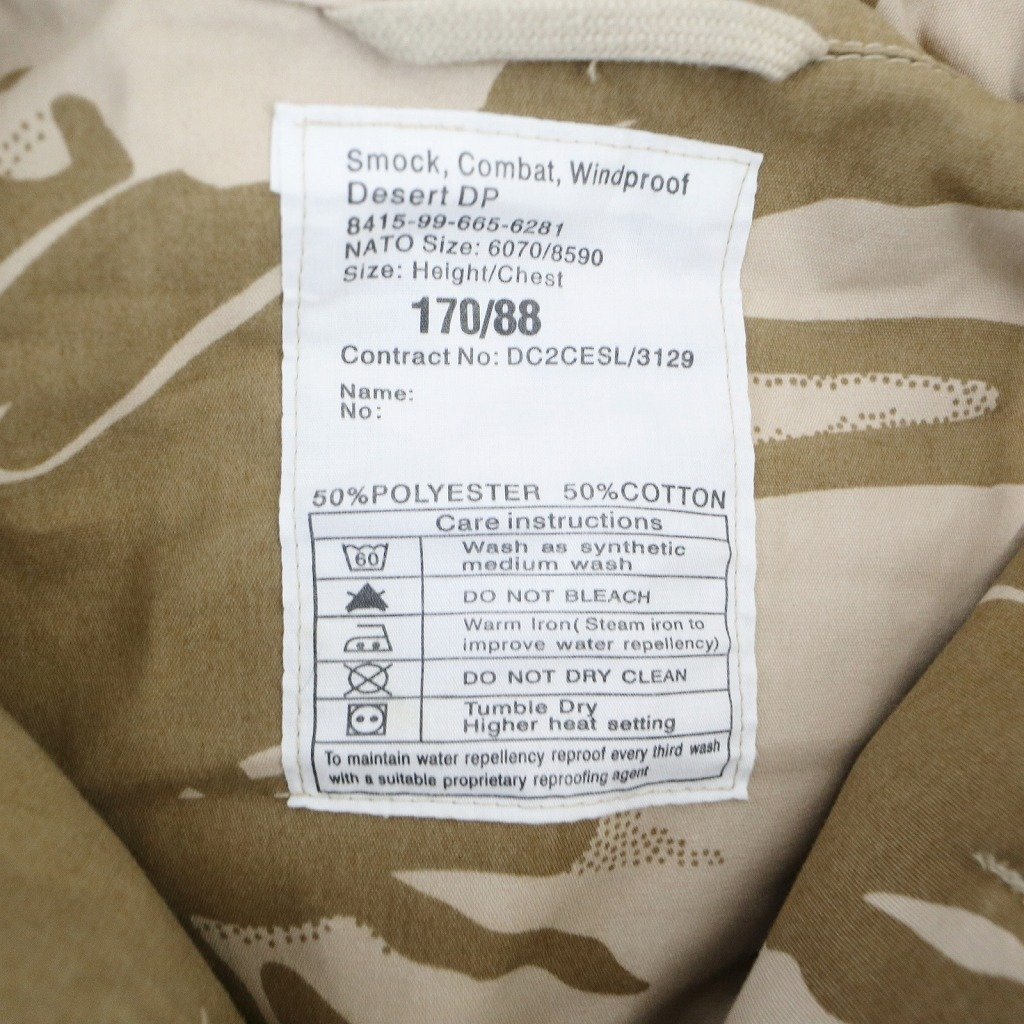 Smock, Combat, Windproof
Desert DP
8415-99-665-6281
NATO Size: 6070/8590
Size: Height/Chest
170/88
Contract No: DC2CESL/3129
Name:
No:
50%POLYESTER 50%COTTON
Care instructions
60
Wash as synthetic
medium wash
DO NOT BLEACH
Warm Iron( Steam iron to
improve water repellency)
DO NOT DRY CLEAN
Tumble Dry
Higher heat setting
To maintain water repellency reproof every third wash
with a suitable proprietary reproofing agent